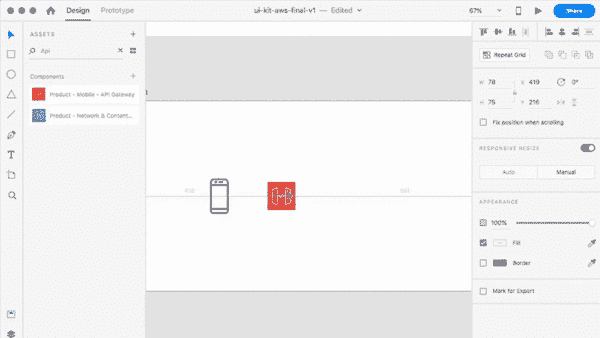 Design Prototype
ui-kit-aws-final-v1 — Edited
67%
Share
ASSETS
Api
Components
Product - Mobile - API Gateway
Product - Network & Content...
Repeat Grid
W 78 X 419 0°
H 75 Y 216
Fix position when scrolling
RESPONSIVE RESIZE
Auto Manual
APPEARANCE
100%
Fill
Border
Mark for Export